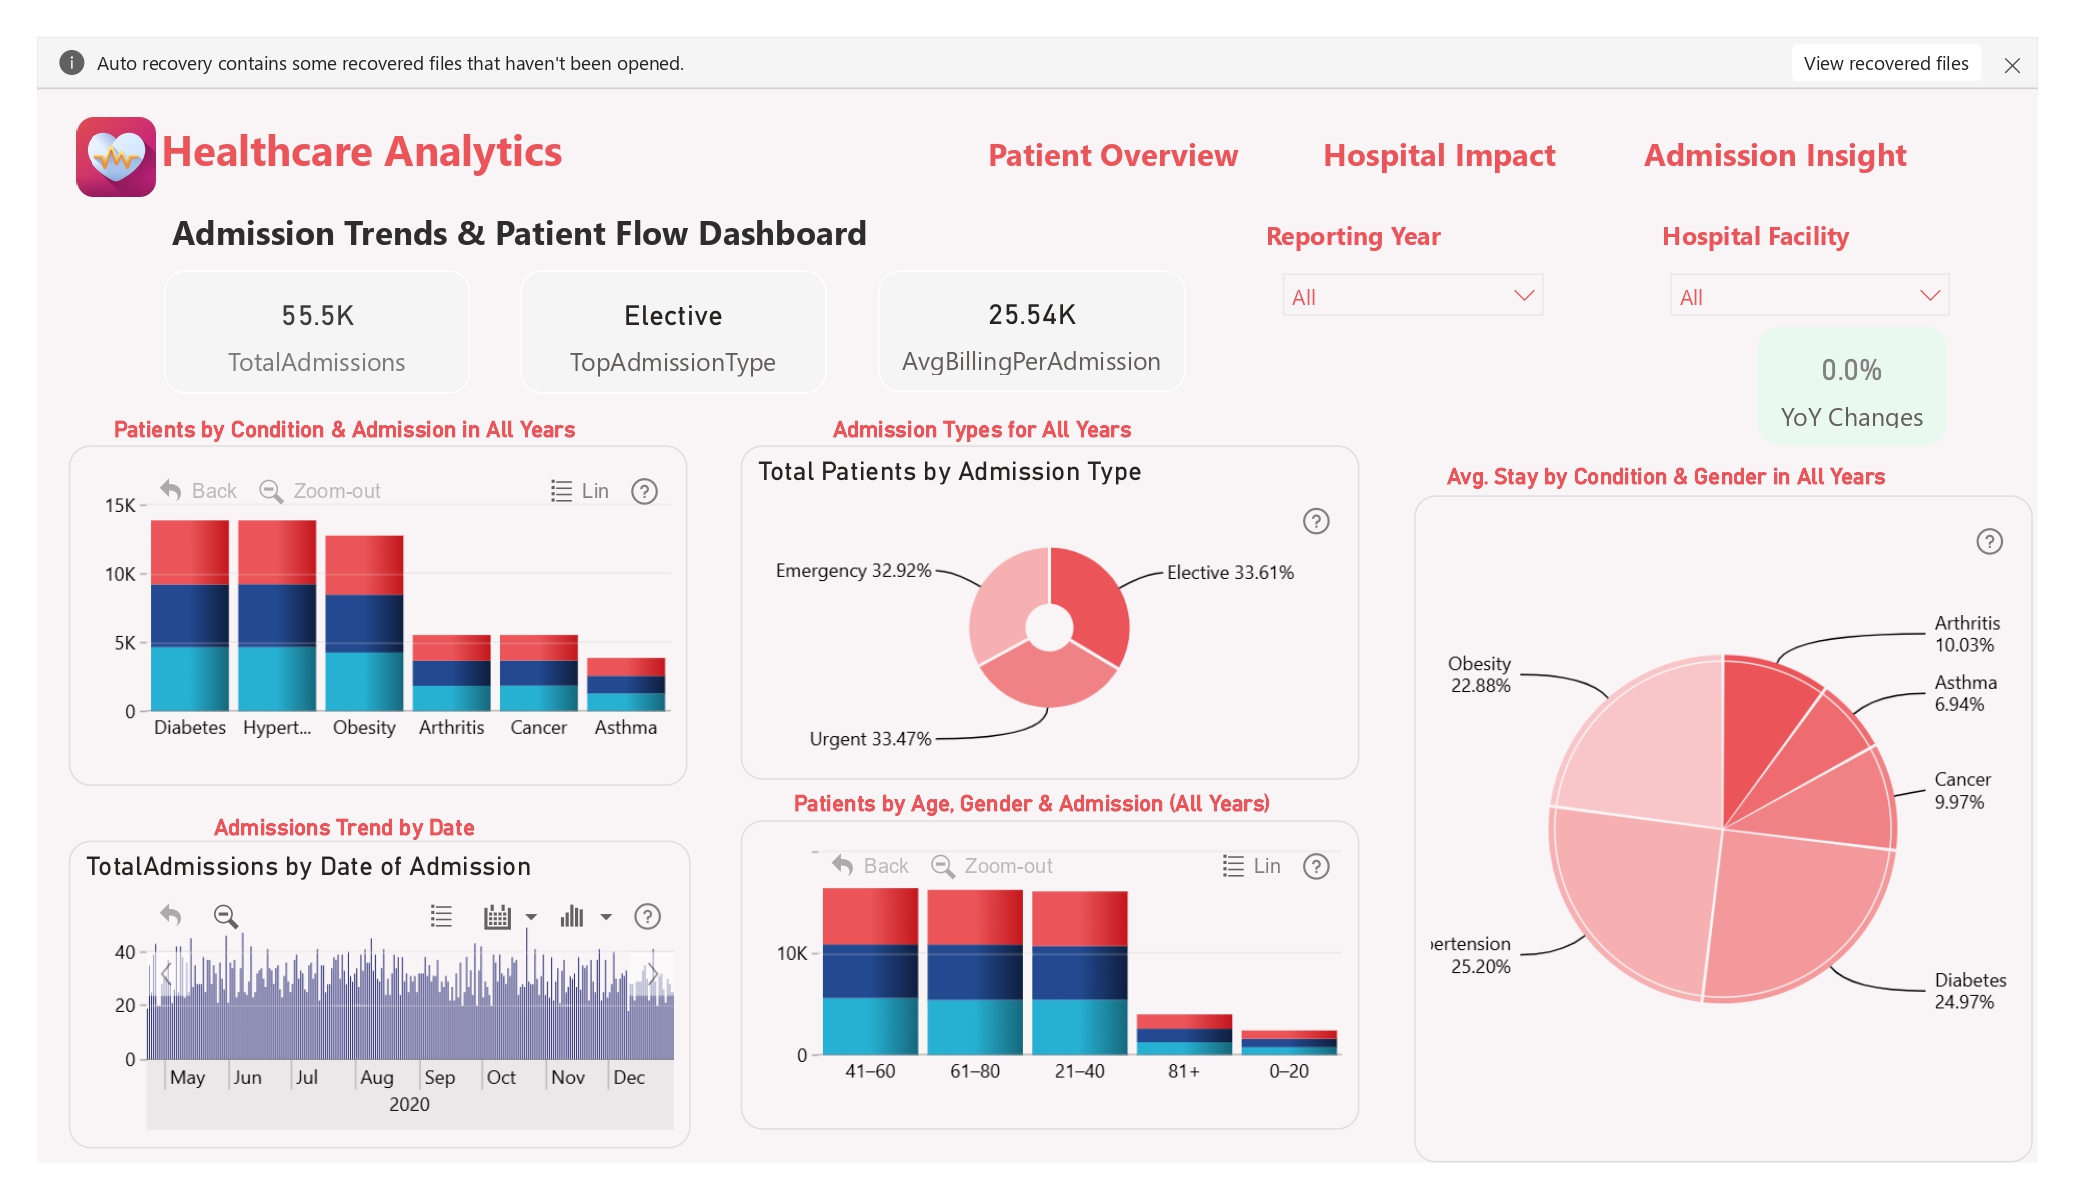 Auto recovery contains some recovered files that haven't been opened.
View recovered files
Healthcare Analytics
Patient Overview
Hospital Impact
Admission Insight
Admission Trends & Patient Flow Dashboard
Reporting Year
Hospital Facility
55.5K
TotalAdmissions
Elective
TopAdmissionType
25.54K
AvgBillingPerAdmission
All
All
0.0%
YoY Changes
Patients by Condition & Admission in All Years
Back
Zoom-out
Lin
15K
10K
5K
0
Diabetes
Hypert...
Obesity
Arthritis
Cancer
Asthma
Admission Types for All Years
Total Patients by Admission Type
Emergency 32.92%
Elective 33.61%
Urgent 33.47%
Avg. Stay by Condition & Gender in All Years
Arthritis
10.03%
Asthma
6.94%
Cancer
9.97%
Diabetes
24.97%
pertension
25.20%
Obesity
22.88%
Admissions Trend by Date
TotalAdmissions by Date of Admission
40
20
0
May
Jun
Jul
Aug
Sep
Oct
Nov
Dec
2020
Patients by Age, Gender & Admission (All Years)
Back
Zoom-out
Lin
10K
0
41–60
61–80
21–40
81+
0–20